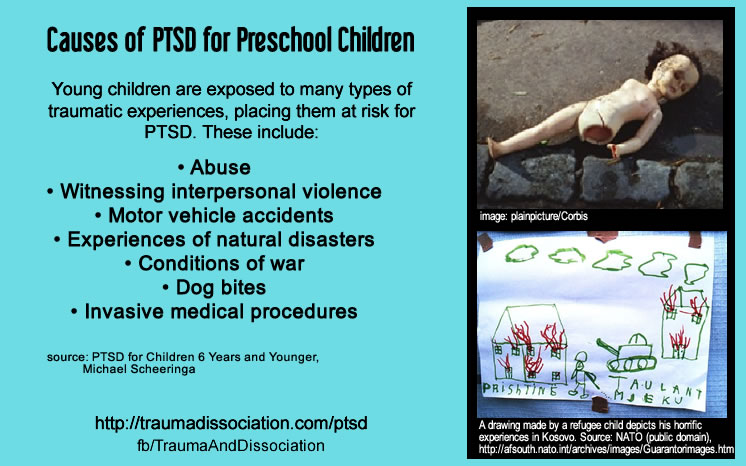 Causes of PTSD for Preschool Children
Young children are exposed to many types of
traumatic experiences, placing them at risk for
PTSD. These include:
• Abuse
• Witnessing interpersonal violence
• Motor vehicle accidents
• Experiences of natural disasters
• Conditions of war
• Dog bites
• Invasive medical procedures
source: PTSD for Children 6 Years and Younger,
Michael Scheeringa
http://traumadissociation.com/ptsd
fb/TraumaAndDissociation
image: plainpicture/Corbis
PRISHTINE
TAULANT
MJEKU
A drawing made by a refugee child depicts his horrific
experiences in Kosovo. Source: NATO (public domain),
http://afsouth.nato.int/archives/images/Guarantorimages.htm